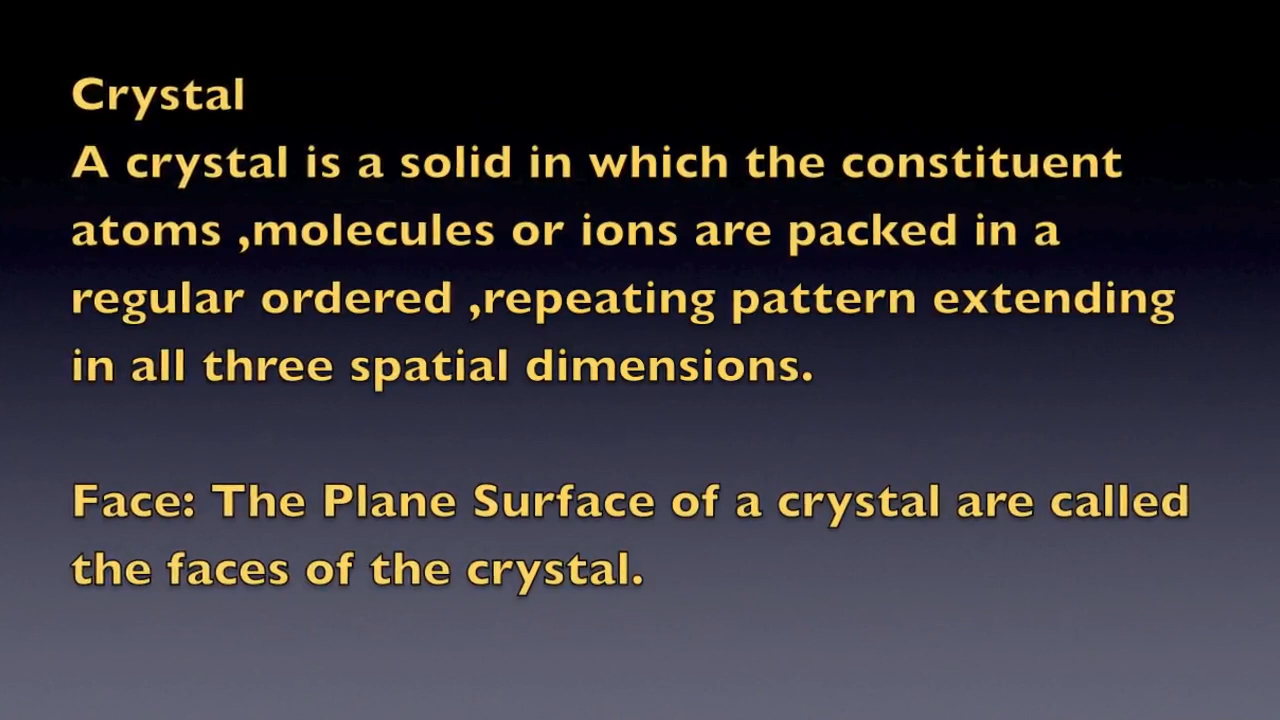 Crystal
A crystal is a solid in which the constituent
atoms ,molecules or ions are packed in a
regular ordered ,repeating pattern extending
in all three spatial dimensions.
Face: The Plane Surface of a crystal are called
the faces of the crystal.